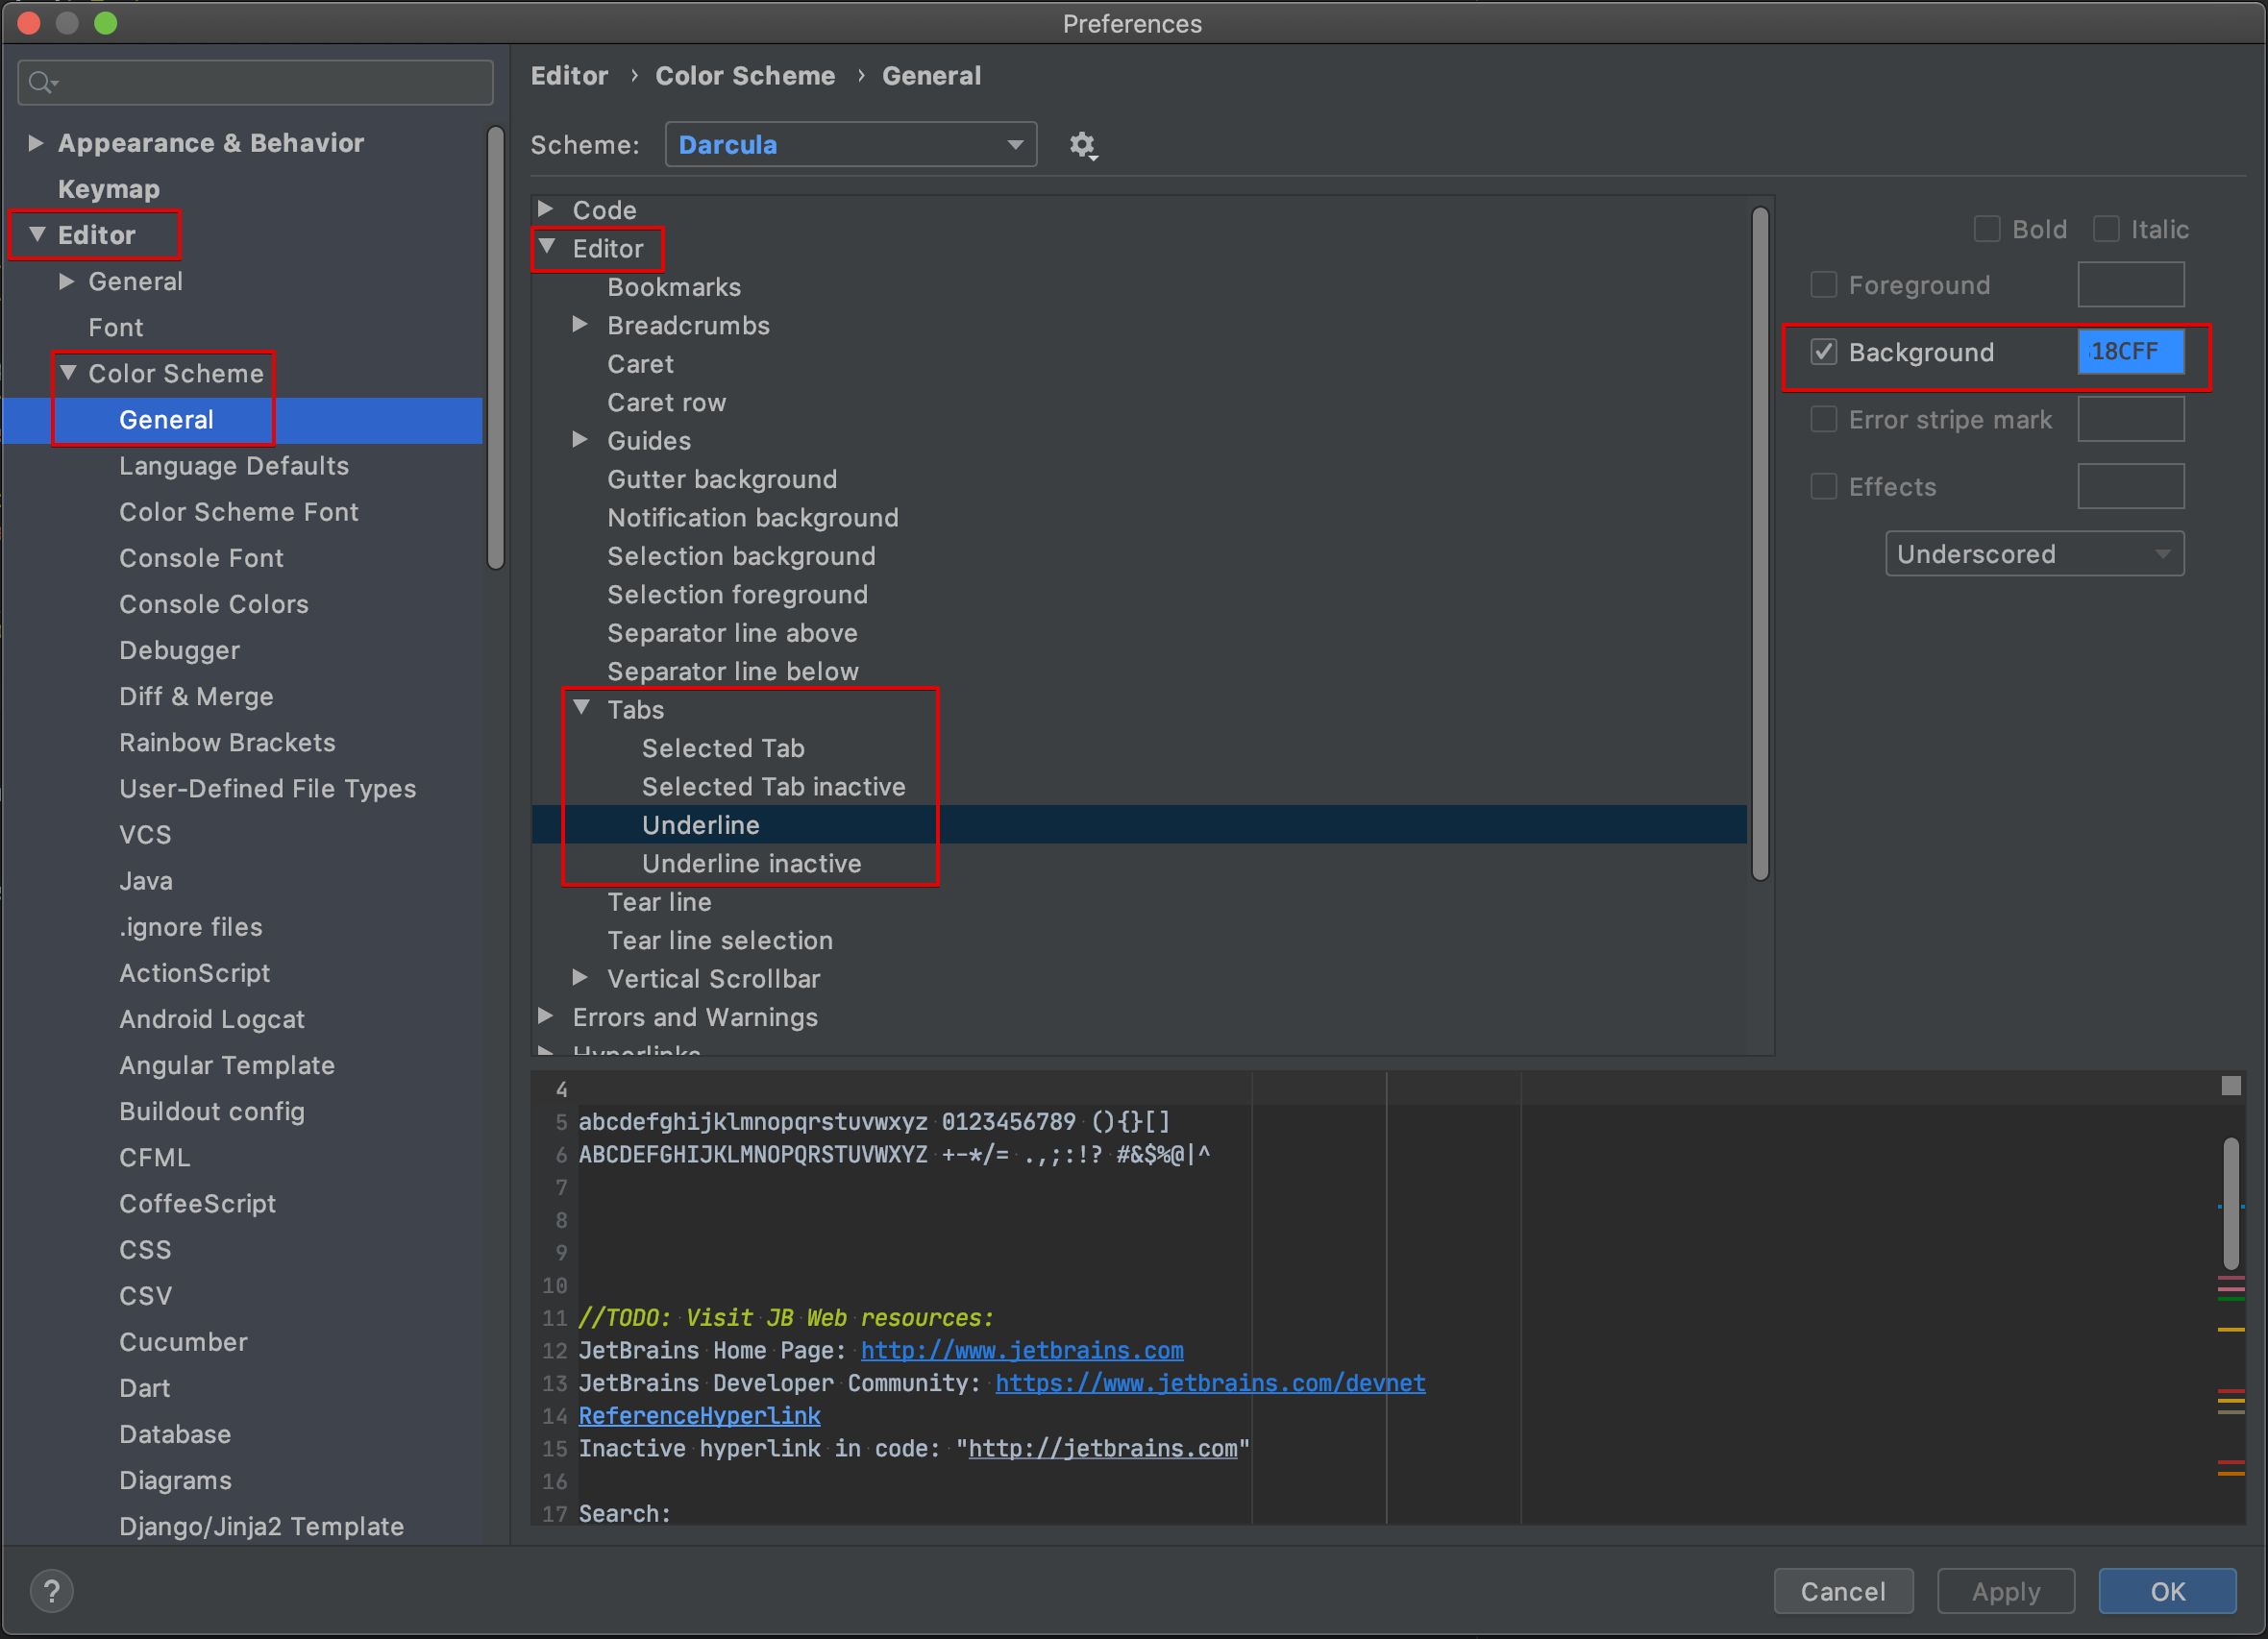 Preferences
Appearance & Behavior
Keymap
Editor
General
Font
Color Scheme
General
Language Defaults
Color Scheme Font
Console Font
Console Colors
Debugger
Diff & Merge
Rainbow Brackets
User-Defined File Types
VCS
Java
.ignore files
ActionScript
Android Logcat
Angular Template
Buildout config
CFML
CoffeeScript
CSS
CSV
Cucumber
Dart
Database
Diagrams
Django/Jinja2 Template
Editor › Color Scheme › General
Scheme: Darcula
Code
Editor
Bookmarks
Breadcrumbs
Caret
Caret row
Guides
Gutter background
Notification background
Selection background
Selection foreground
Separator line above
Separator line below
Tabs
Selected Tab
Selected Tab inactive
Underline
Underline inactive
Tear line
Tear line selection
Vertical Scrollbar
Errors and Warnings
Hyperlinks
Bold Italic
Foreground
Background 18CFF
Error stripe mark
Effects
Underscored
4
5 abcdefghijklmnopqrstuvwxyz 0123456789 (){}[]
6 ABCDEFGHIJKLMNOPQRSTUVWXYZ +-*/= .,;:!? #&$%@|^
7
8
9
10
11 //TODO: Visit JB Web resources:
12 JetBrains Home Page: http://www.jetbrains.com
13 JetBrains Developer Community: https://www.jetbrains.com/devnet
14 ReferenceHyperlink
15 Inactive hyperlink in code: "http://jetbrains.com"
16
17 Search:
? Cancel Apply OK